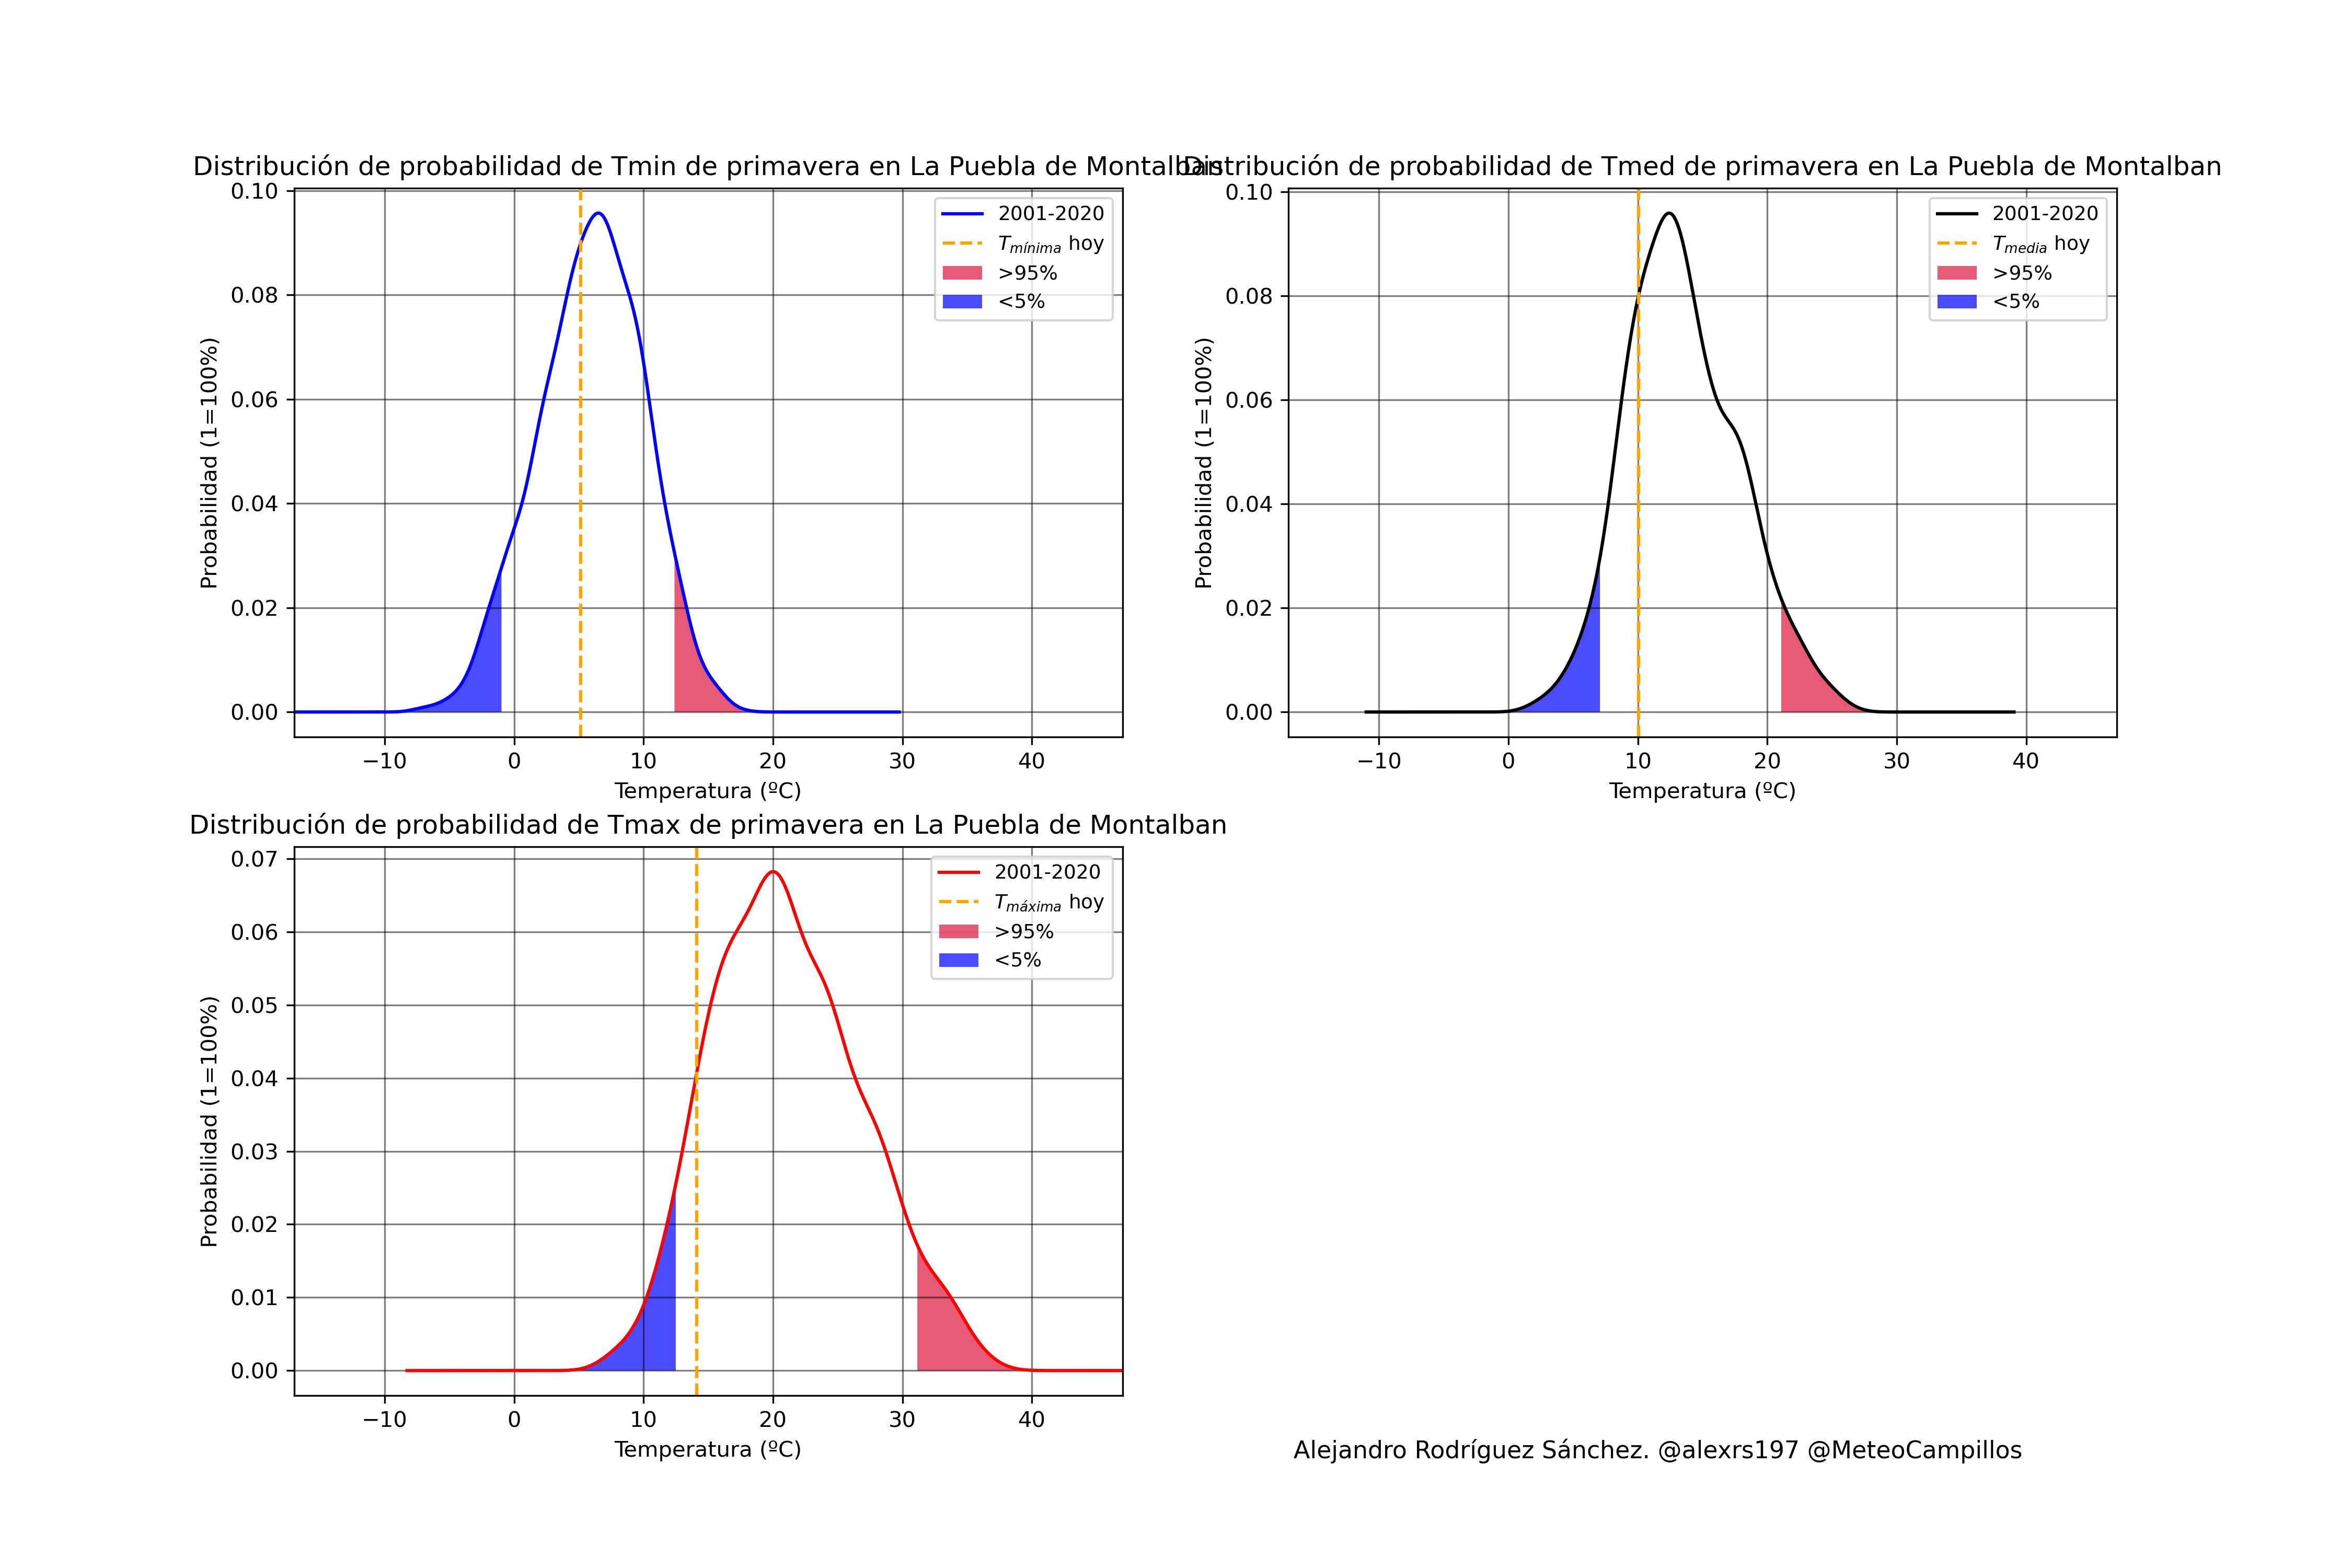 Distribución de probabilidad de Tmin de primavera en La Puebla de Montalban
0.10
0.08
0.06
0.04
0.02
0.00
Probabilidad (1=100%)
2001-2020
Tmínima hoy
>95%
<5%
−10 0 10 20 30 40
Temperatura (ºC)
Distribución de probabilidad de Tmed de primavera en La Puebla de Montalban
0.10
0.08
0.06
0.04
0.02
0.00
Probabilidad (1=100%)
2001-2020
Tmedia hoy
>95%
<5%
−10 0 10 20 30 40
Temperatura (ºC)
Distribución de probabilidad de Tmax de primavera en La Puebla de Montalban
0.07
0.06
0.05
0.04
0.03
0.02
0.01
0.00
Probabilidad (1=100%)
2001-2020
Tmáxima hoy
>95%
<5%
−10 0 10 20 30 40
Temperatura (ºC)
Alejandro Rodríguez Sánchez. @alexrs197 @MeteoCampillos